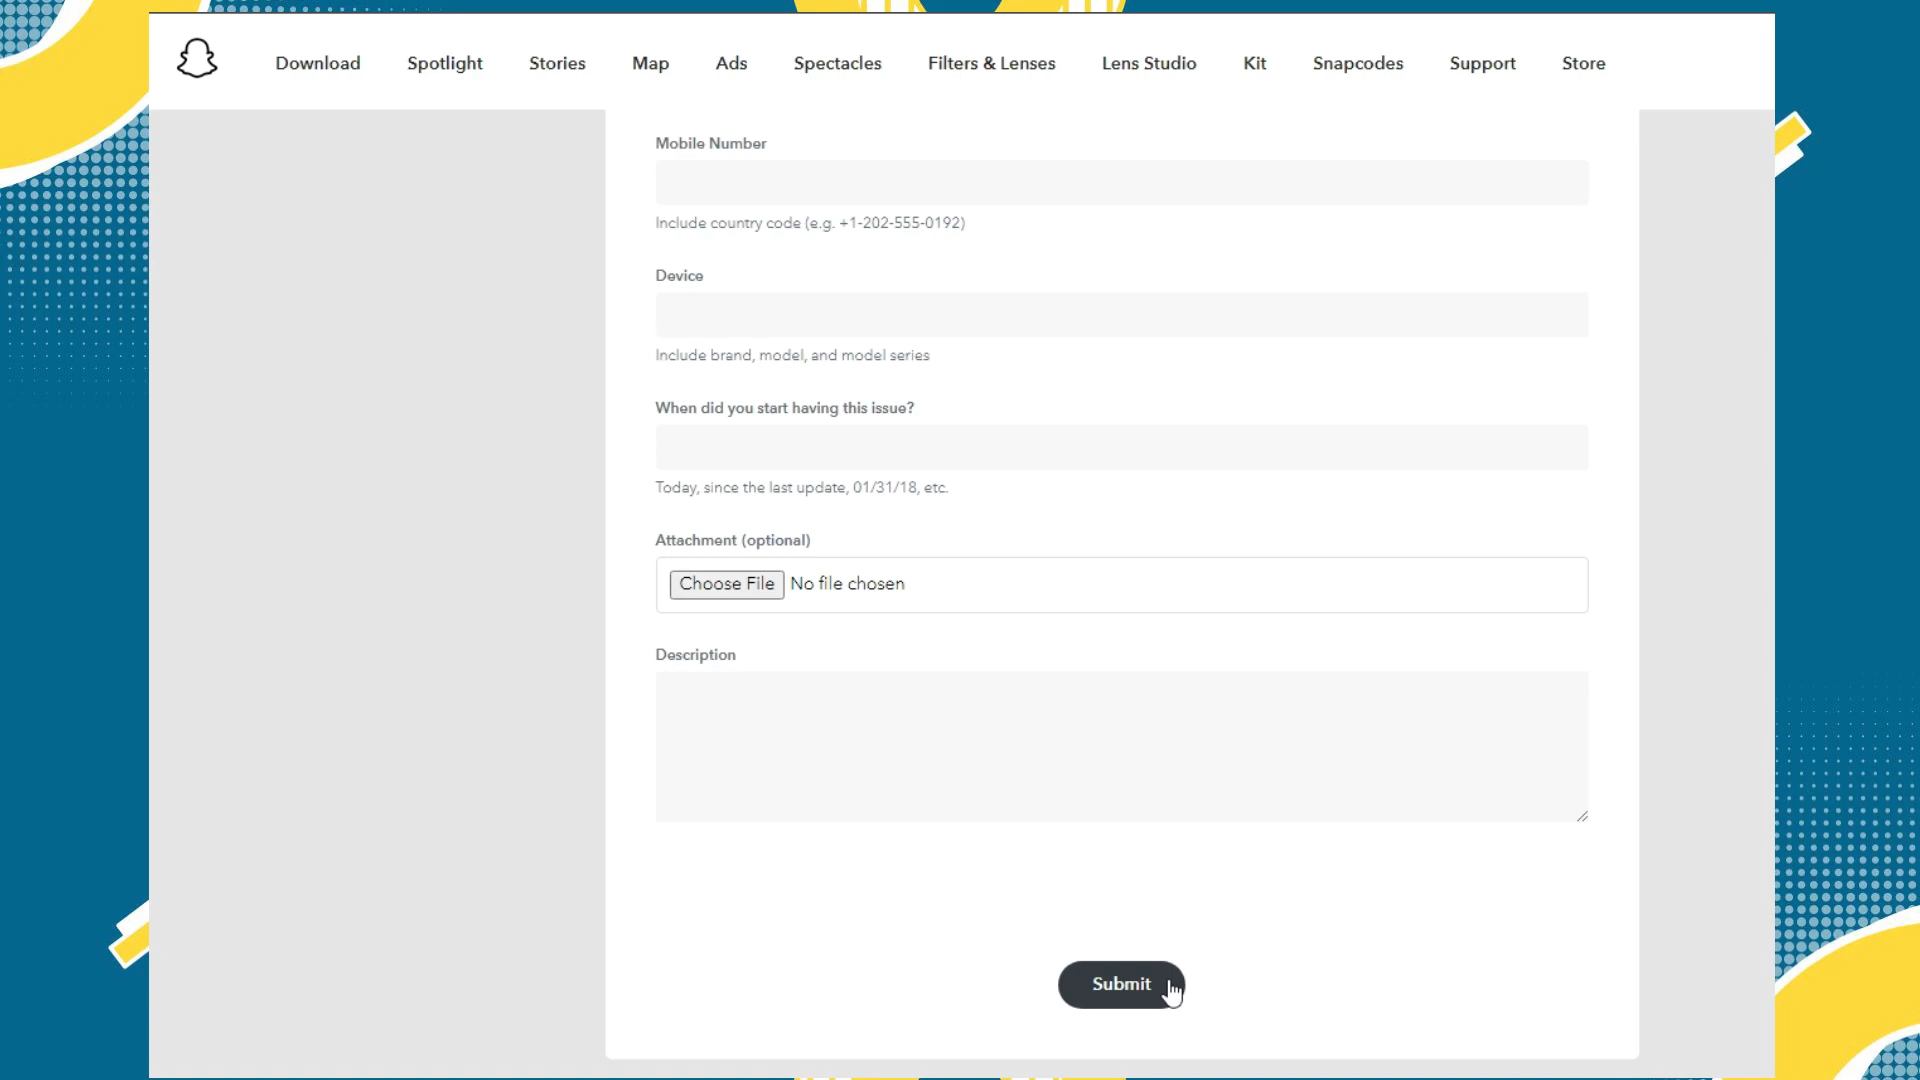 Download Spotlight Stories Map Ads Spectacles Filters & Lenses Lens Studio Kit Snapcodes Support Store
Mobile Number
Include country code (e.g. +1-202-555-0192)
Device
Include brand, model, and model series
When did you start having this issue?
Today, since the last update, 01/31/18, etc.
Attachment (optional)
Choose File No file chosen
Description
Submit